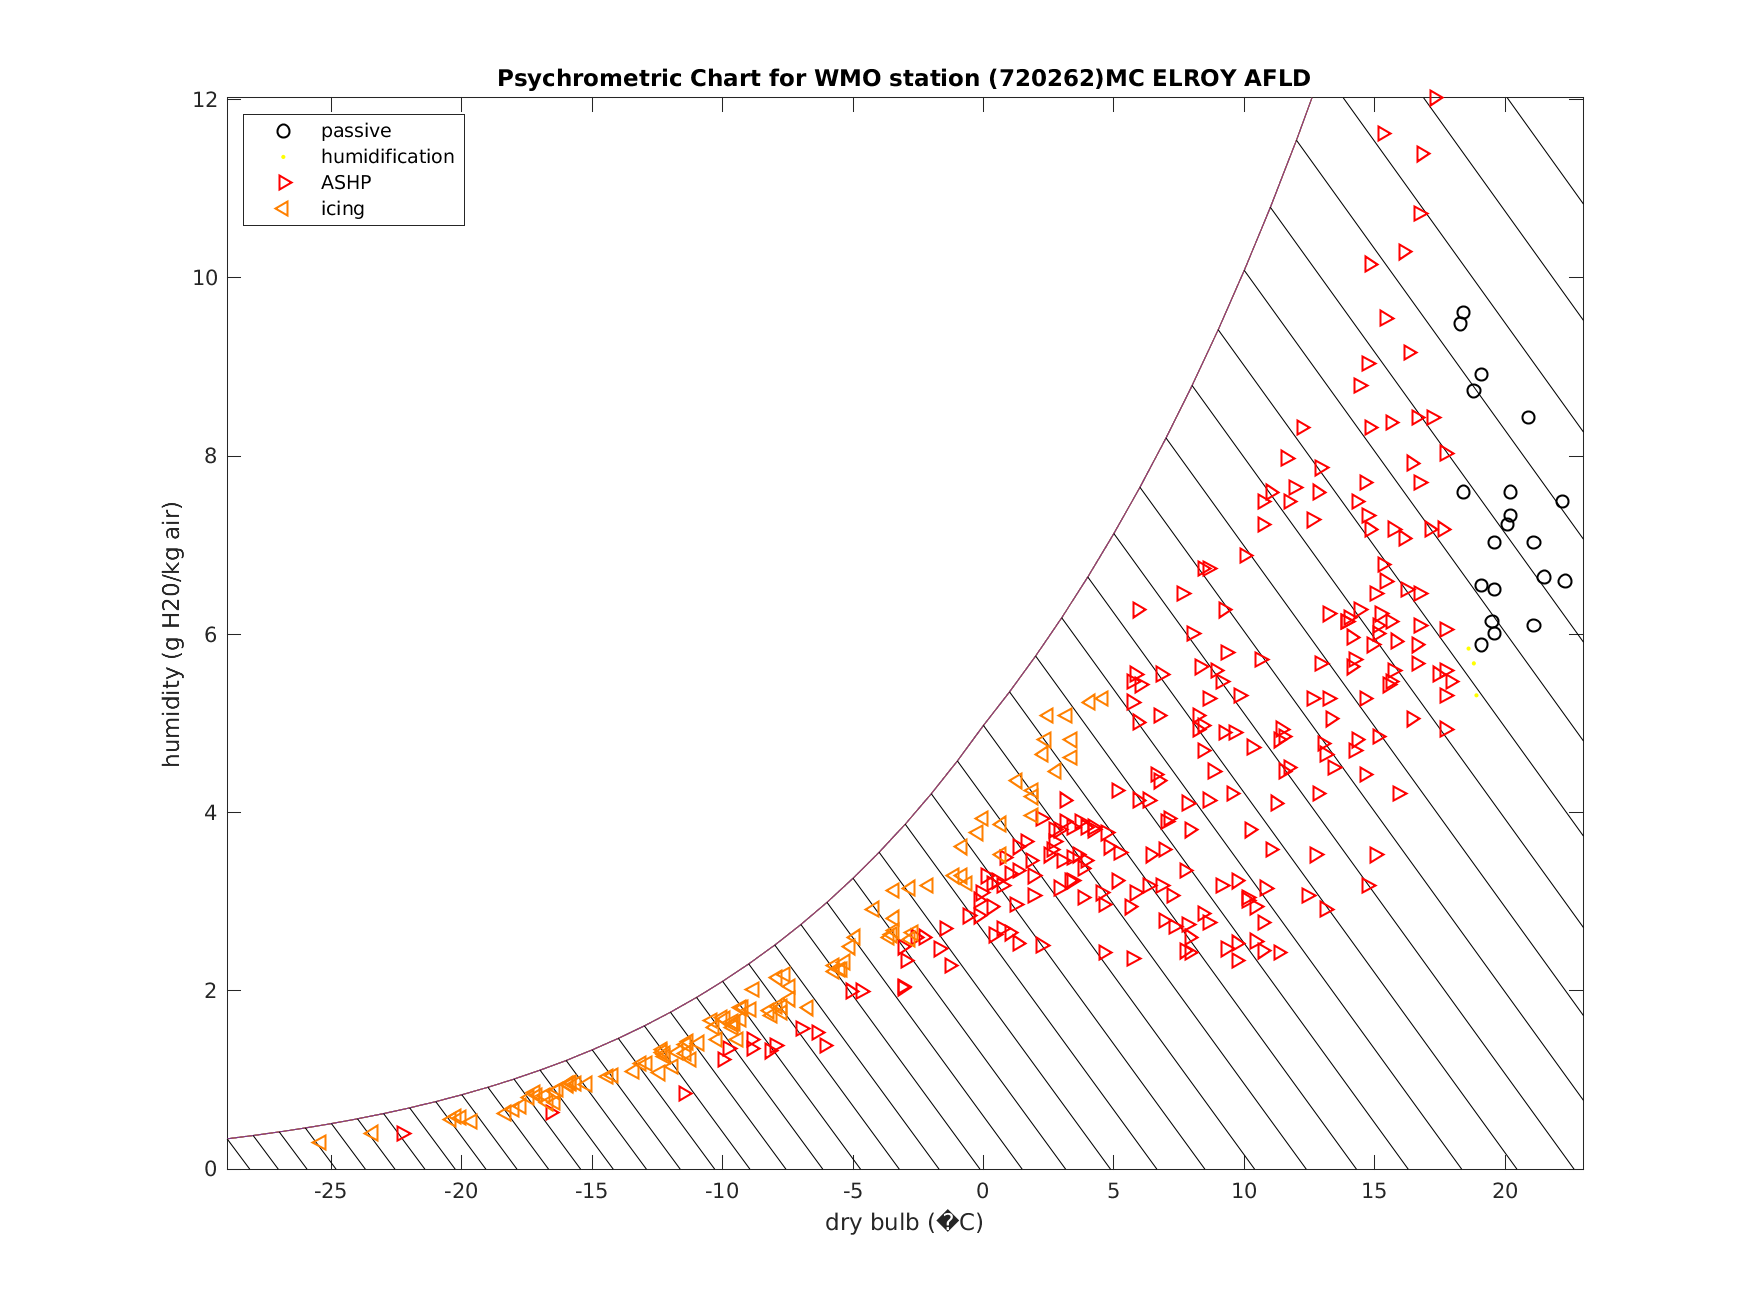 Psychrometric Chart for WMO station (720262)MC ELROY AFLD
passive
humidification
ASHP
icing
humidity (g H20/kg air)
12
10
8
6
4
2
0
-25 -20 -15 -10 -5 0 5 10 15 20
dry bulb (�C)